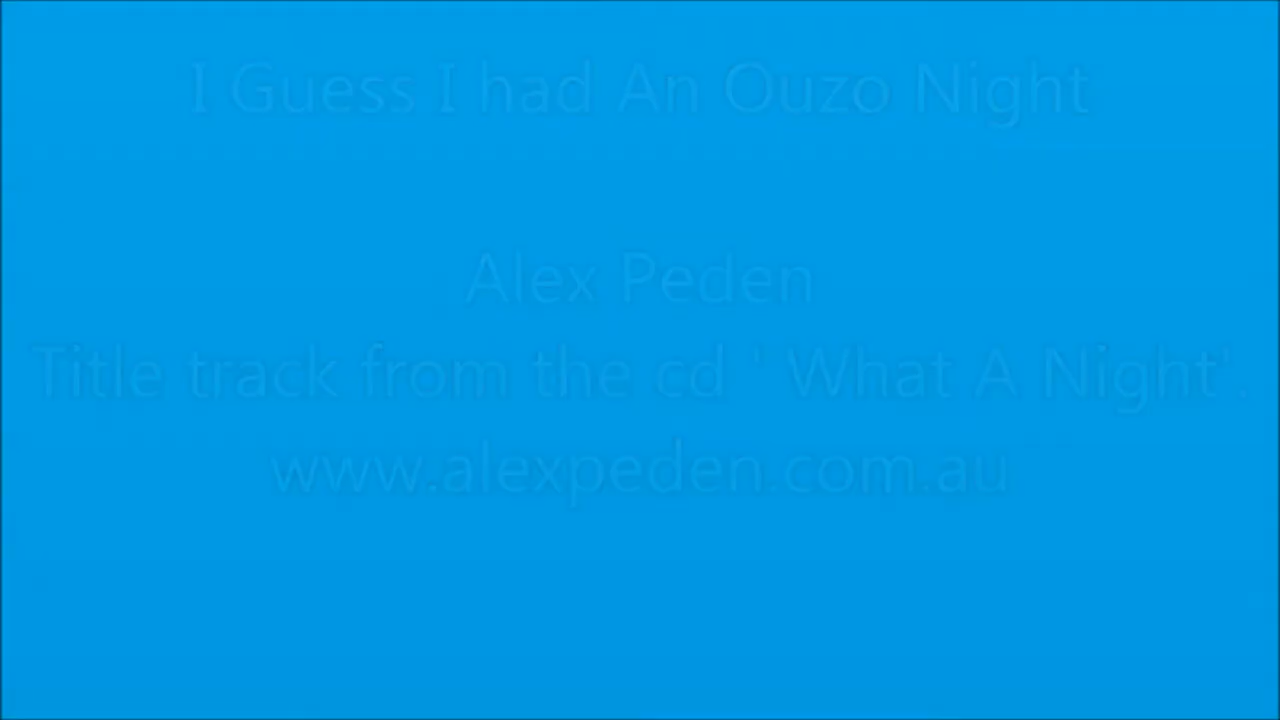 I Guess I had An Ouzo Night
Alex Peden
Title track from the cd ' What A Night'.
www.alexpeden.com.au